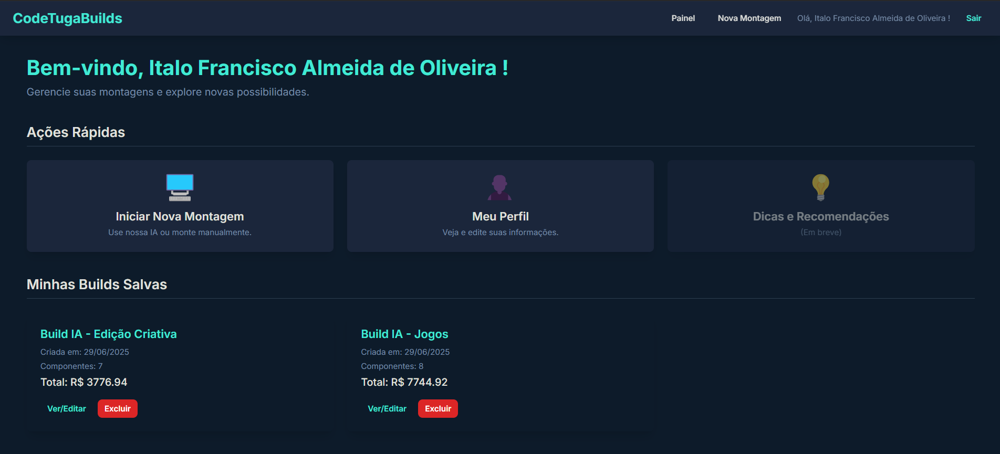 CodeTugaBuilds
Painel
Nova Montagem
Olá, Italo Francisco Almeida de Oliveira !
Sair
Bem-vindo, Italo Francisco Almeida de Oliveira !
Gerencie suas montagens e explore novas possibilidades.
Ações Rápidas
Iniciar Nova Montagem
Use nossa IA ou monte manualmente.
Meu Perfil
Veja e edite suas informações.
Dicas e Recomendações
(Em breve)
Minhas Builds Salvas
Build IA - Edição Criativa
Criada em: 29/06/2025
Componentes: 7
Total: R$ 3776.94
Ver/Editar
Excluir
Build IA - Jogos
Criada em: 29/06/2025
Componentes: 8
Total: R$ 7744.92
Ver/Editar
Excluir